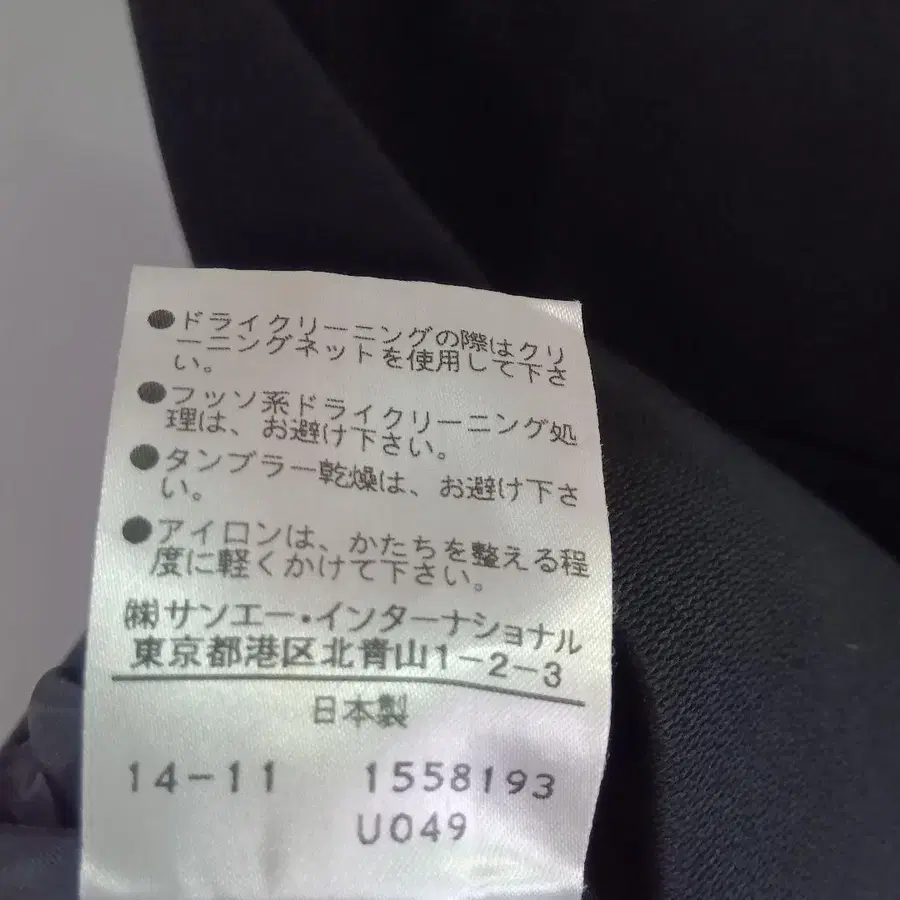 ●ドライクリーニングの際はクリ
ーニングネットを使用して下さ
い。
●フッソ系ドライクリーニング処
理は、お避け下さい。
●タンブラー乾燥は、お避け下さ
い。
●アイロンは、かたちを整える程
度に軽くかけて下さい。
㈱サンエー・インターナショナル
東京都港区北青山1-2-3
日本製
14-11 1558193
U049